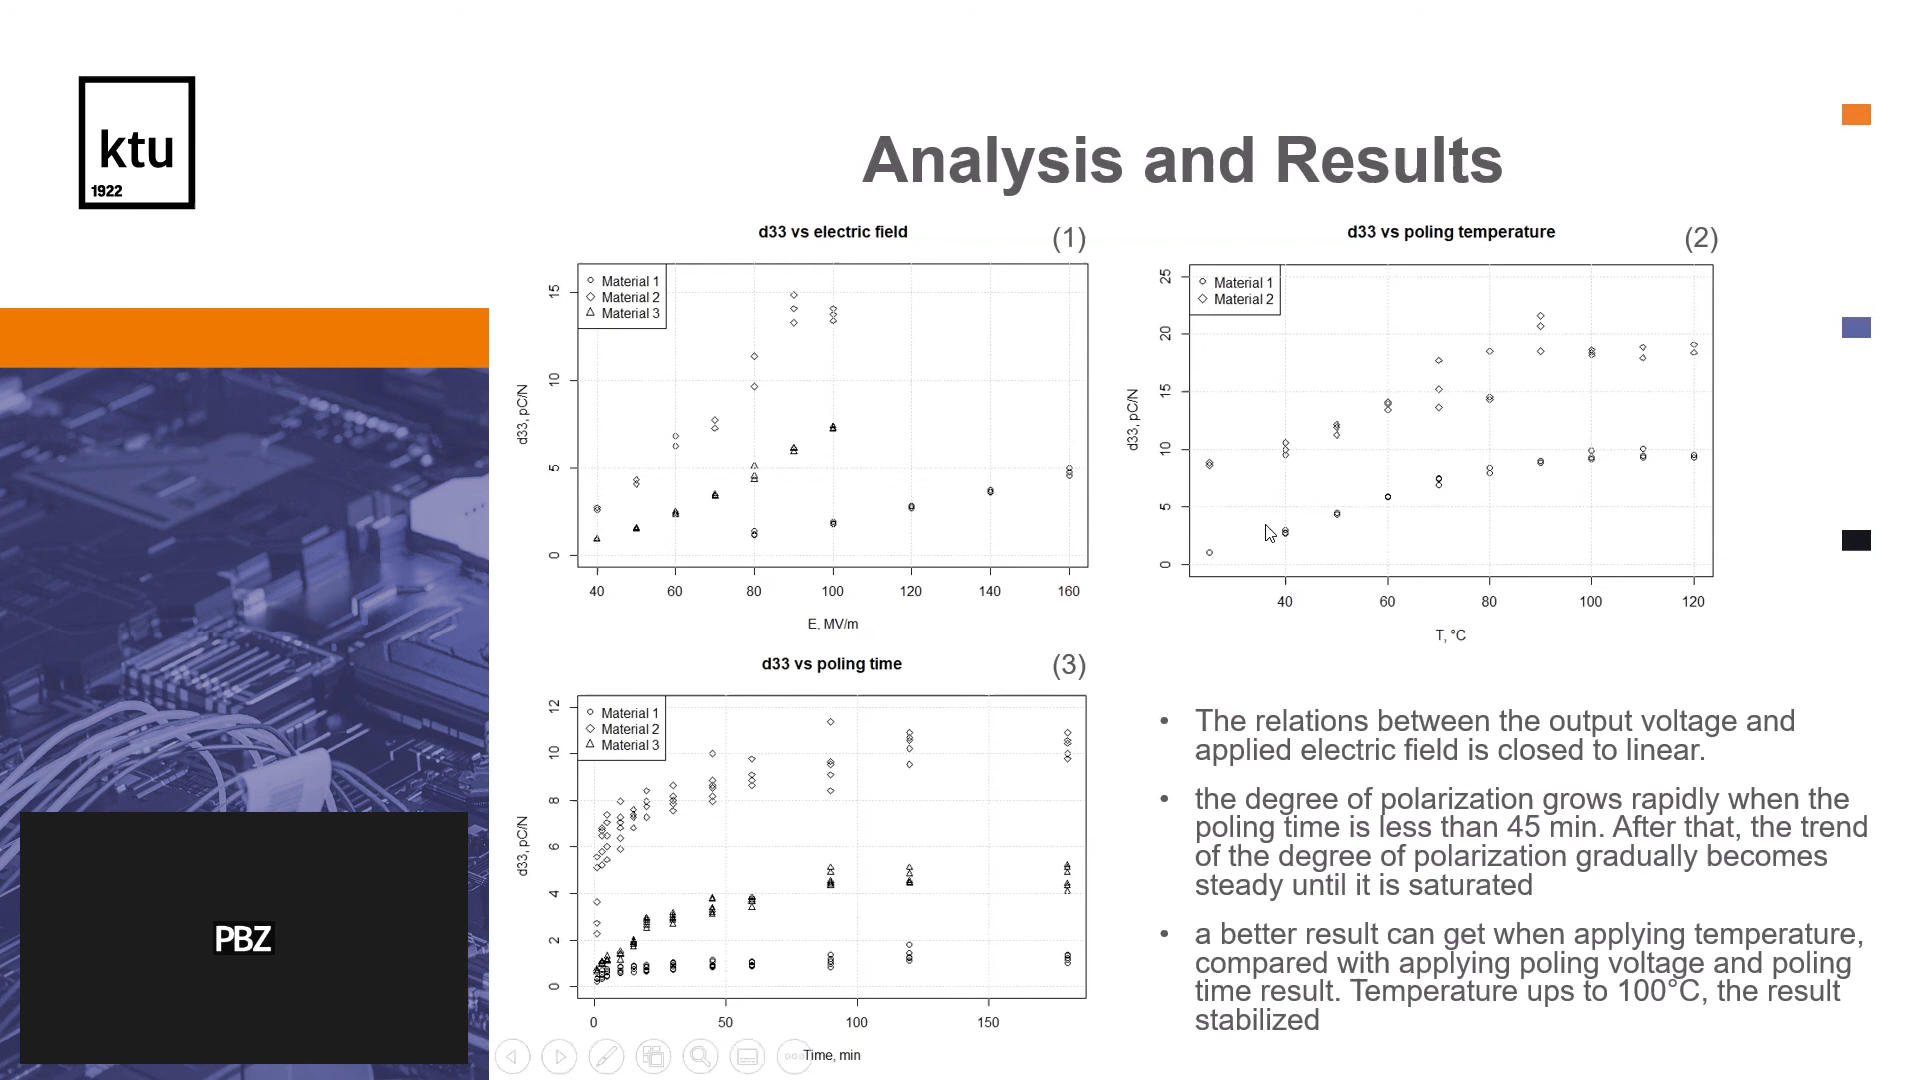 ktu
1922
Analysis and Results
d33 vs electric field
(1)
Material 1
Material 2
Material 3
15
10
5
0
d33, pC/N
40 60 80 100 120 140 160
E, MV/m
d33 vs poling temperature
(2)
Material 1
Material 2
25
20
15
10
5
0
d33, pC/N
40 60 80 100 120
T, °C
d33 vs poling time
(3)
Material 1
Material 2
Material 3
12
10
8
6
4
2
0
d33, pC/N
0 50 100 150
Time, min
• The relations between the output voltage and
applied electric field is closed to linear.
• the degree of polarization grows rapidly when the
poling time is less than 45 min. After that, the trend
of the degree of polarization gradually becomes
steady until it is saturated
• a better result can get when applying temperature,
compared with applying poling voltage and poling
time result. Temperature ups to 100°C, the result
stabilized
PBZ